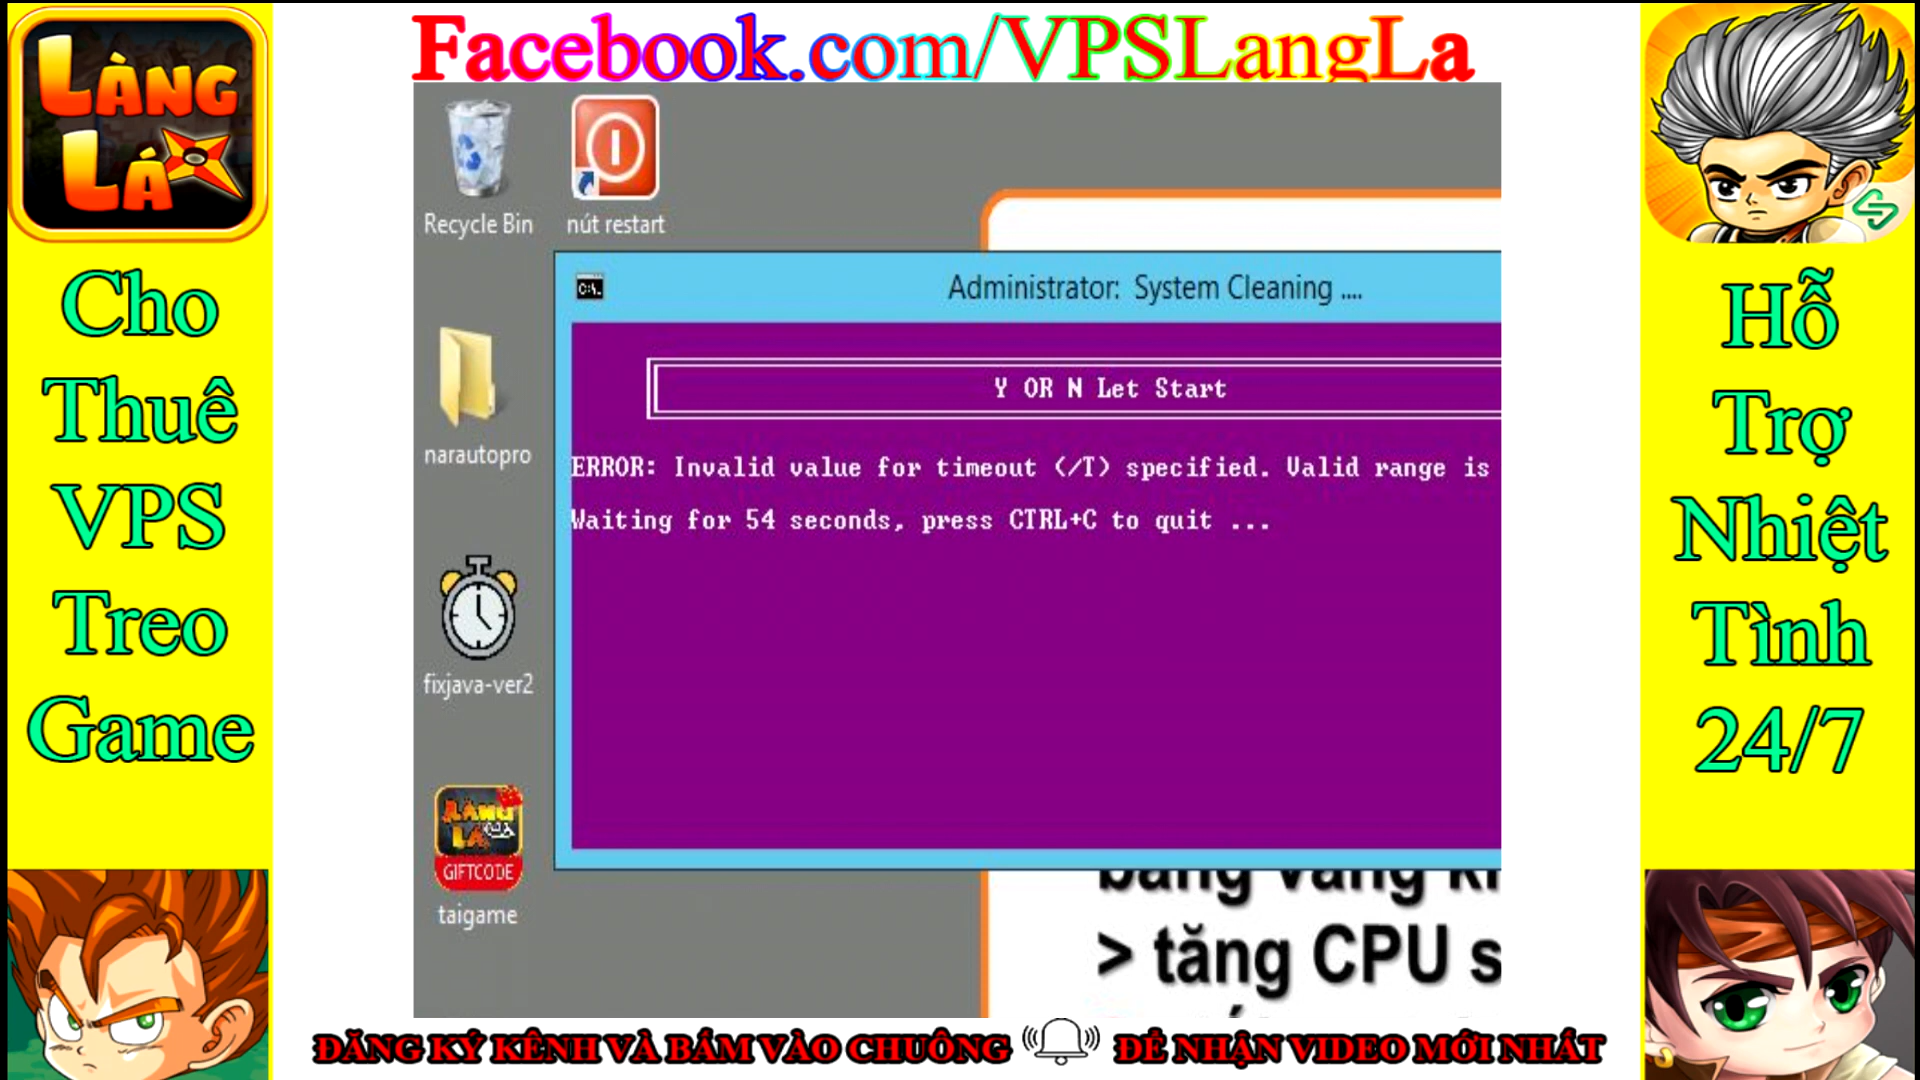 Facebook.com/VPSLangLa
LÀNG
LÁ
Cho
Thuê
VPS
Treo
Game
Recycle Bin
nút restart
narautopro
fixjava-ver2
LÀNG
LÁ
GIFTCODE
taigame
C:\.
Administrator: System Cleaning ....
Y OR N Let Start
ERROR: Invalid value for timeout (/T) specified. Valid range is
Waiting for 54 seconds, press CTRL+C to quit ...
> tăng CPU s
Hỗ
Trợ
Nhiệt
Tình
24/7
ĐĂNG KÝ KÊNH VÀ BẤM VÀO CHUÔNG ĐỂ NHẬN VIDEO MỚI NHẤT